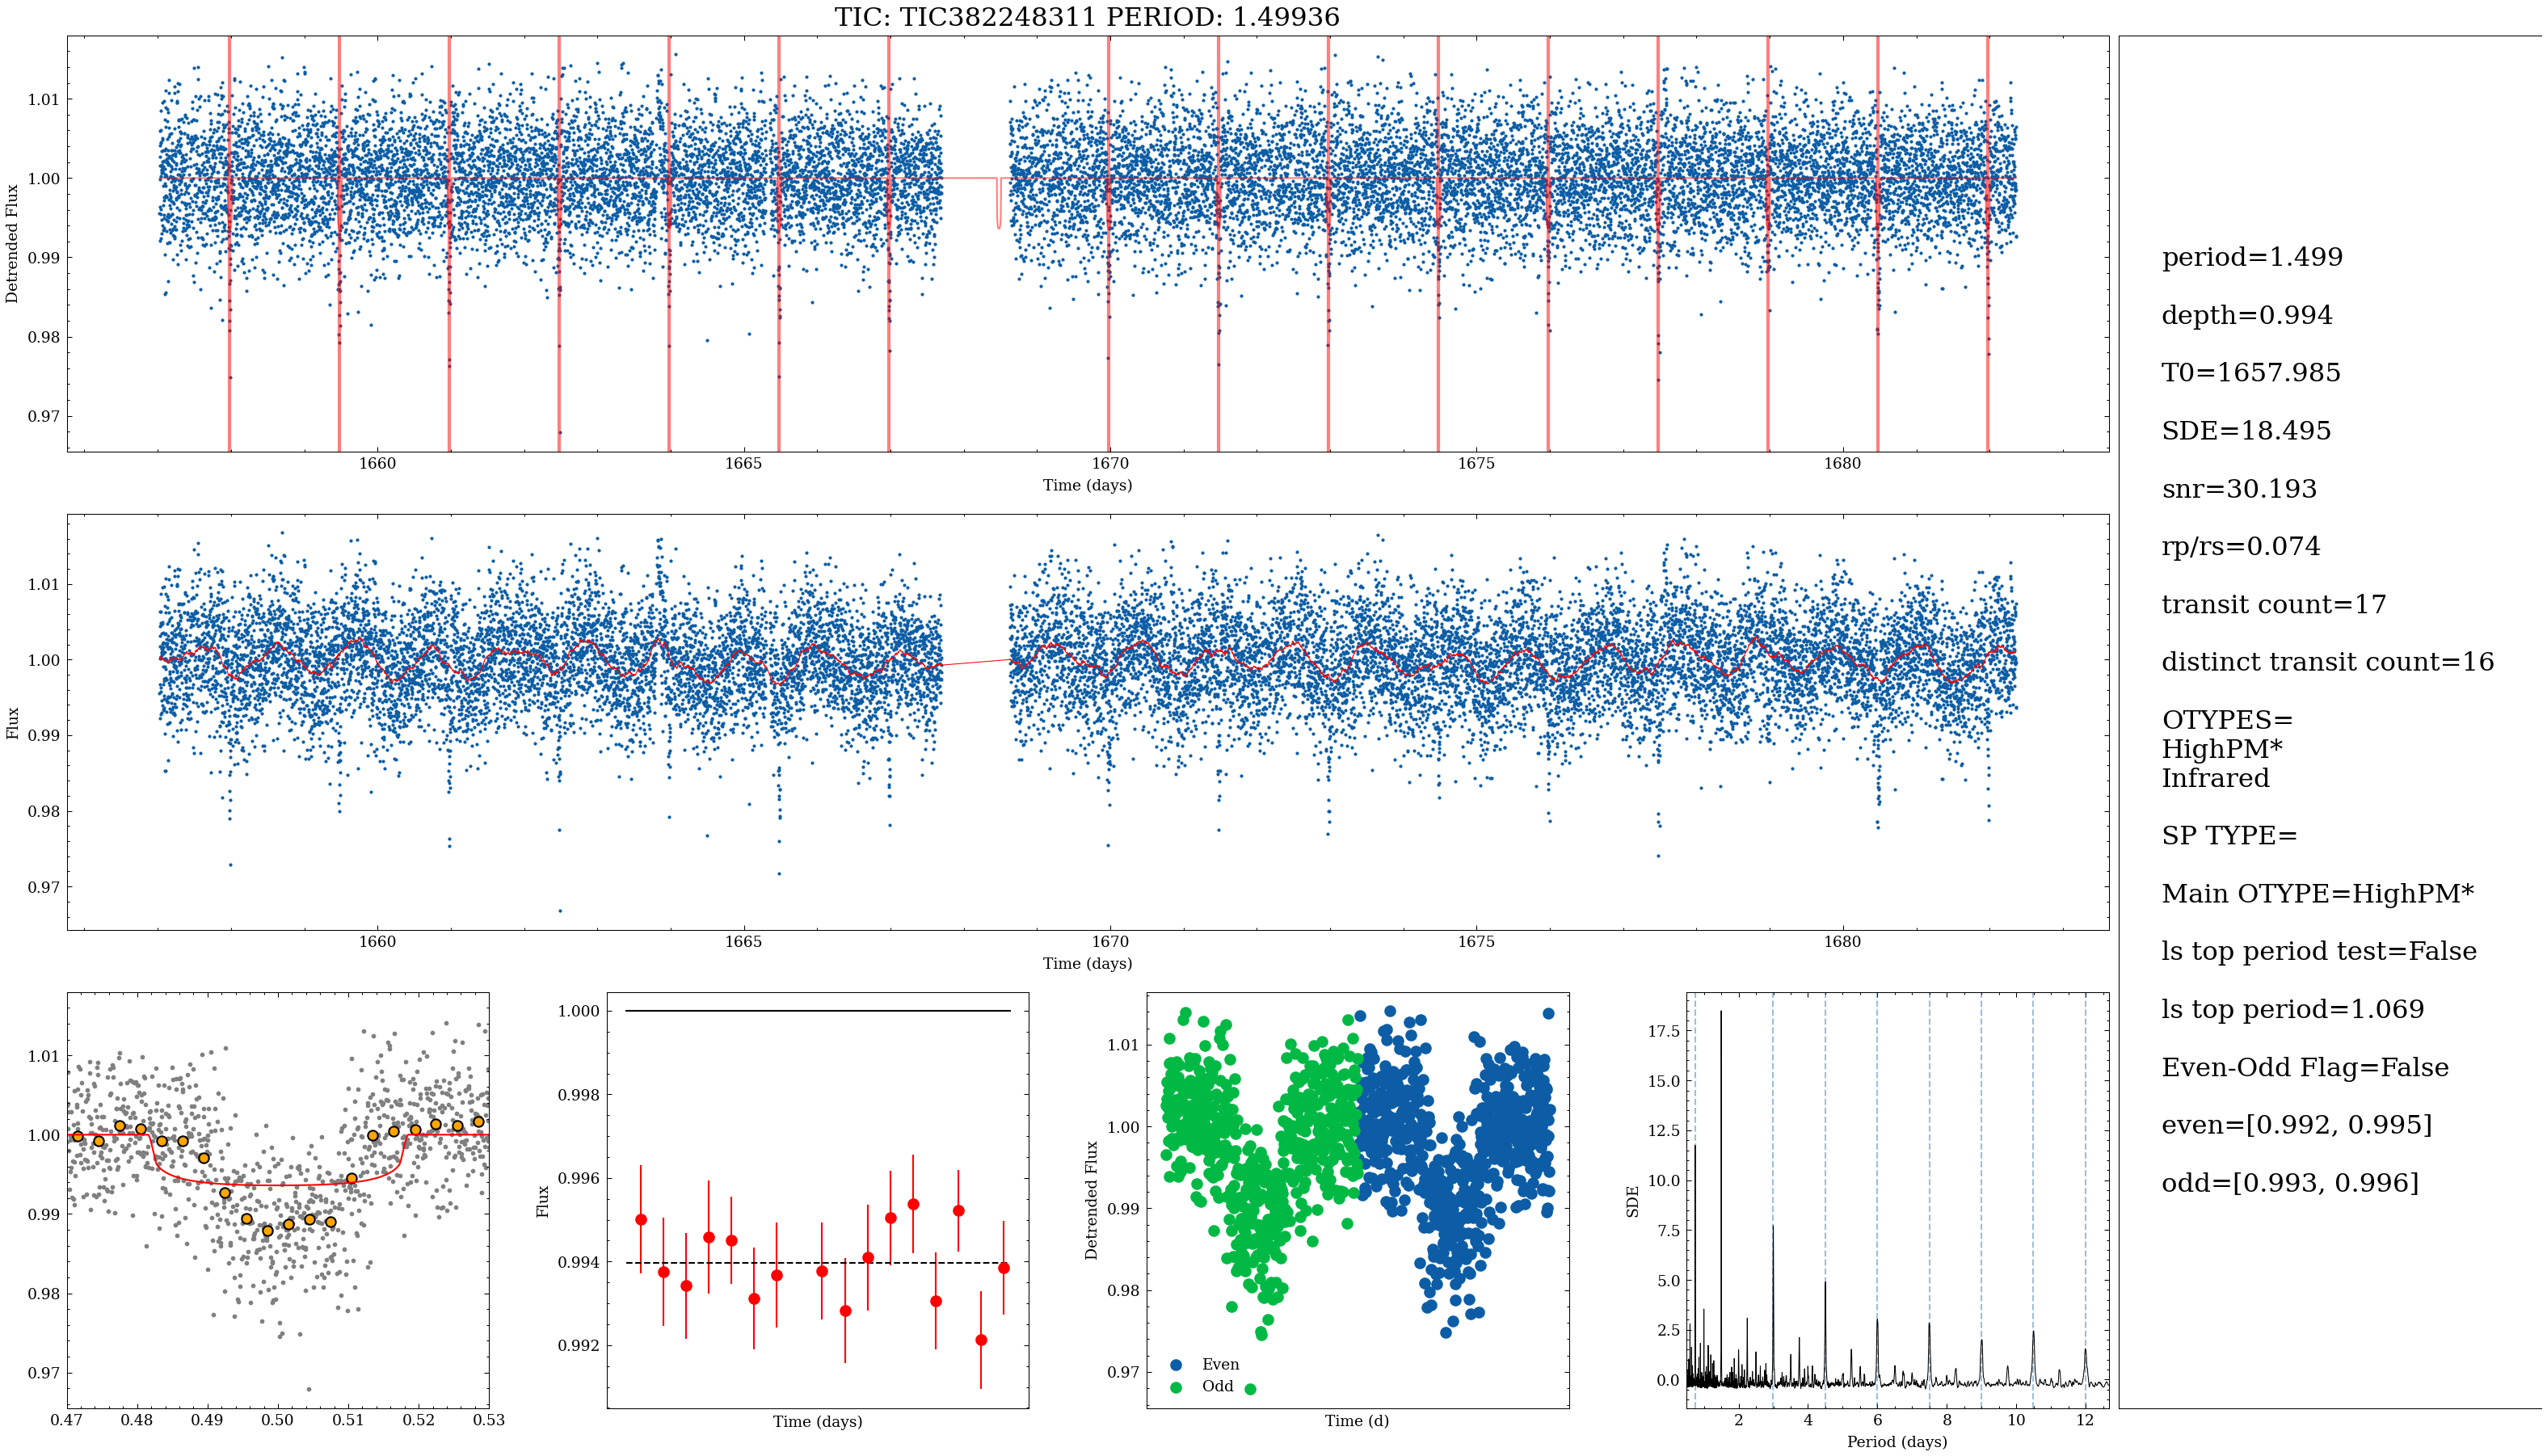 TIC: TIC382248311 PERIOD: 1.49936
Detrended Flux
1.01
1.00
0.99
0.98
0.97
1660
1665
1670
1675
1680
Time (days)
Flux
1.01
1.00
0.99
0.98
0.97
1660
1665
1670
1675
1680
Time (days)
1.01
1.00
0.99
0.98
0.97
0.47
0.48
0.49
0.50
0.51
0.52
0.53
Flux
1.000
0.998
0.996
0.994
0.992
Time (days)
Detrended Flux
1.01
1.00
0.99
0.98
0.97
Even
Odd
Time (d)
SDE
17.5
15.0
12.5
10.0
7.5
5.0
2.5
0.0
2
4
6
8
10
12
Period (days)
period=1.499
depth=0.994
T0=1657.985
SDE=18.495
snr=30.193
rp/rs=0.074
transit count=17
distinct transit count=16
OTYPES=
HighPM*
Infrared
SP TYPE=
Main OTYPE=HighPM*
ls top period test=False
ls top period=1.069
Even-Odd Flag=False
even=[0.992, 0.995]
odd=[0.993, 0.996]